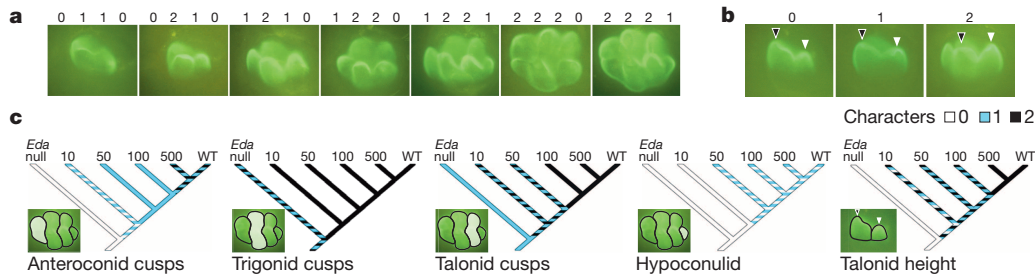 a 0 1 1 0 0 2 1 0 1 2 1 0 1 2 2 0 1 2 2 1 2 2 2 0 2 2 2 1
b 0 1 2
Characters 0 1 2
c
Eda null 10 50 100 500 WT
Eda null 10 50 100 500 WT
Eda null 10 50 100 500 WT
Eda null 10 50 100 500 WT
Eda null 10 50 100 500 WT
Anteroconid cusps
Trigonid cusps
Talonid cusps
Hypoconulid
Talonid height